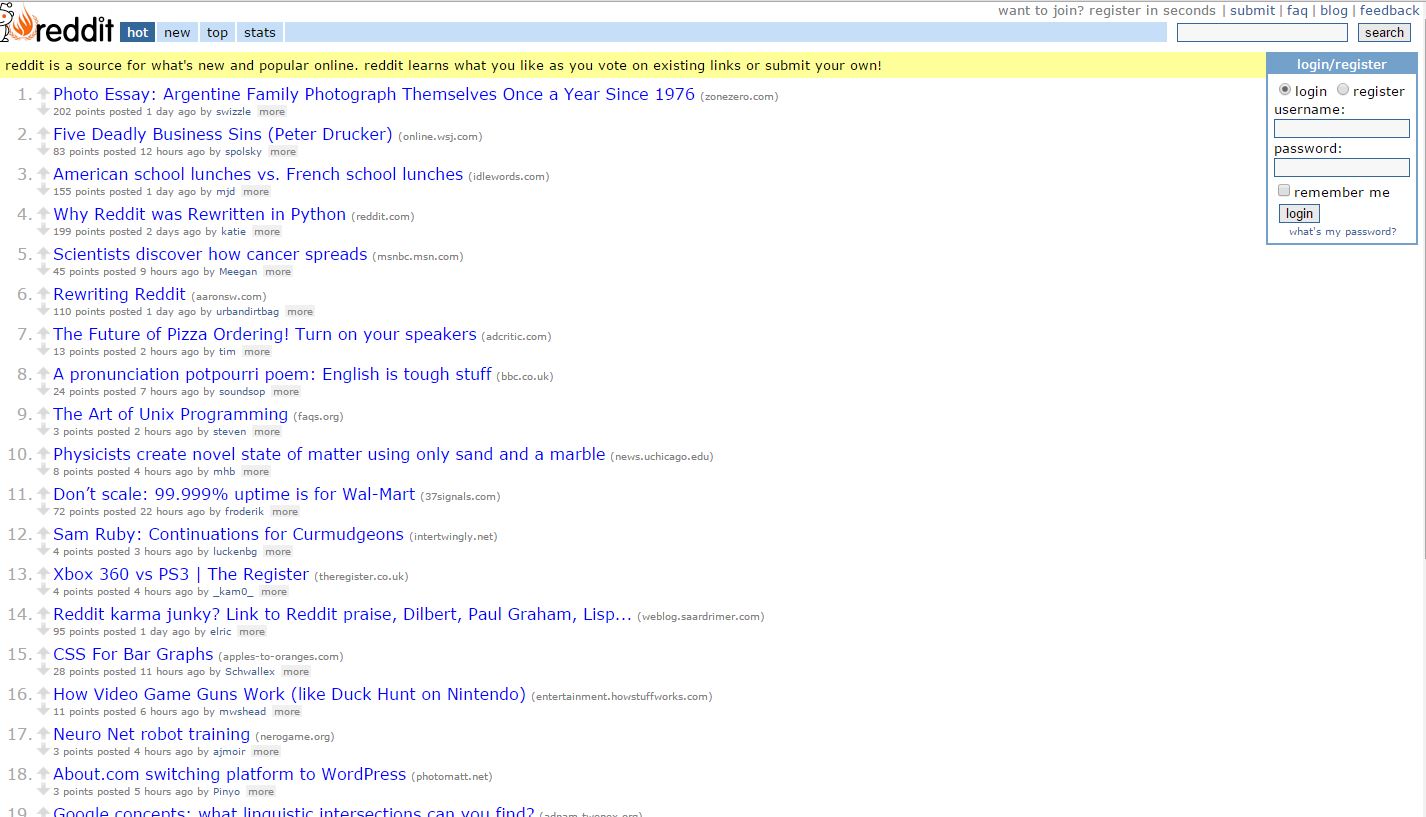 want to join? register in seconds | submit | faq | blog | feedback
reddit hot new top stats search
reddit is a source for what's new and popular online. reddit learns what you like as you vote on existing links or submit your own!
login/register
login register
username:
password:
remember me
login
what's my password?
1. Photo Essay: Argentine Family Photograph Themselves Once a Year Since 1976 (zonezero.com)
202 points posted 1 day ago by swizzle more
2. Five Deadly Business Sins (Peter Drucker) (online.wsj.com)
83 points posted 12 hours ago by spolsky more
3. American school lunches vs. French school lunches (idlewords.com)
155 points posted 1 day ago by mjd more
4. Why Reddit was Rewritten in Python (reddit.com)
199 points posted 2 days ago by katie more
5. Scientists discover how cancer spreads (msnbc.msn.com)
45 points posted 9 hours ago by Meegan more
6. Rewriting Reddit (aaronsw.com)
110 points posted 1 day ago by urbandirtbag more
7. The Future of Pizza Ordering! Turn on your speakers (adcritic.com)
13 points posted 2 hours ago by tim more
8. A pronunciation potpourri poem: English is tough stuff (bbc.co.uk)
24 points posted 7 hours ago by soundsop more
9. The Art of Unix Programming (faqs.org)
3 points posted 2 hours ago by steven more
10. Physicists create novel state of matter using only sand and a marble (news.uchicago.edu)
8 points posted 4 hours ago by mhb more
11. Don’t scale: 99.999% uptime is for Wal-Mart (37signals.com)
72 points posted 22 hours ago by froderik more
12. Sam Ruby: Continuations for Curmudgeons (intertwingly.net)
4 points posted 3 hours ago by luckenbg more
13. Xbox 360 vs PS3 | The Register (theregister.co.uk)
4 points posted 4 hours ago by _kam0_ more
14. Reddit karma junky? Link to Reddit praise, Dilbert, Paul Graham, Lisp... (weblog.saardrimer.com)
95 points posted 1 day ago by elric more
15. CSS For Bar Graphs (apples-to-oranges.com)
28 points posted 11 hours ago by Schwallex more
16. How Video Game Guns Work (like Duck Hunt on Nintendo) (entertainment.howstuffworks.com)
11 points posted 6 hours ago by mwshead more
17. Neuro Net robot training (nerogame.org)
3 points posted 4 hours ago by ajmoir more
18. About.com switching platform to WordPress (photomatt.net)
3 points posted 5 hours ago by Pinyo more
19. Google concepts: what linguistic intersections can you find?